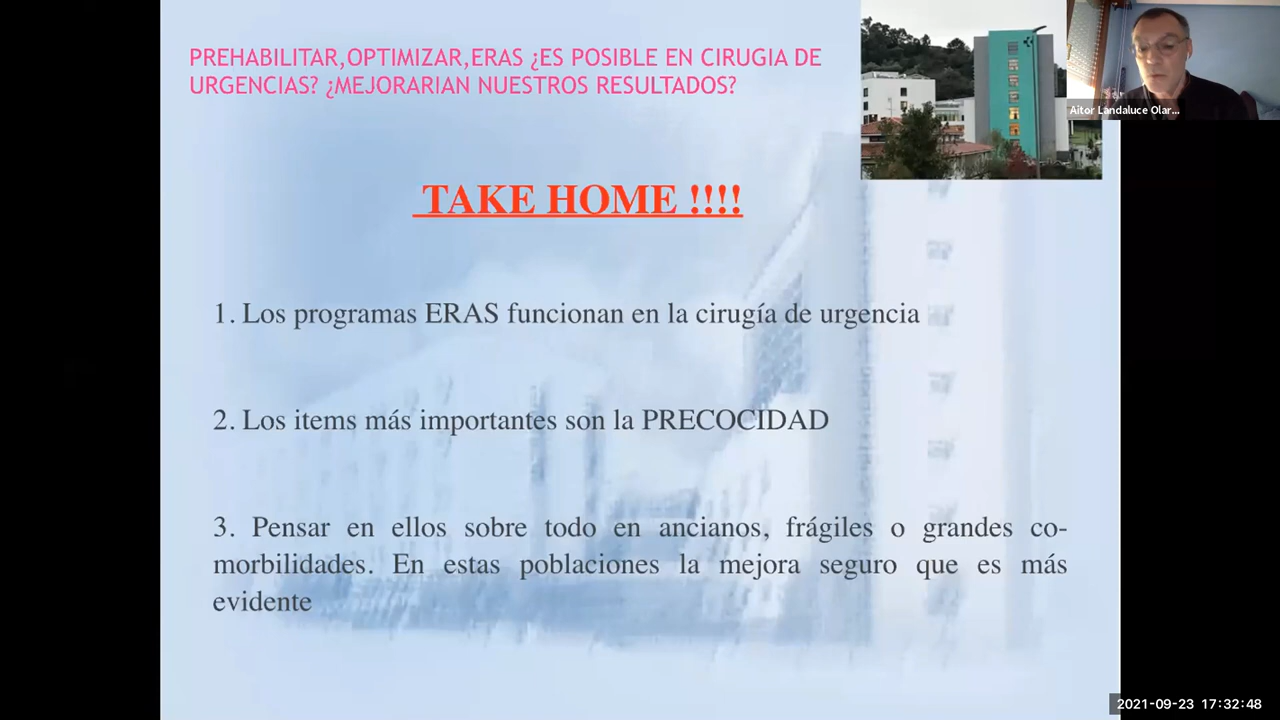 PREHABILITAR,OPTIMIZAR,ERAS ¿ES POSIBLE EN CIRUGIA DE
URGENCIAS? ¿MEJORARIAN NUESTROS RESULTADOS?
Aitor Landaluce Olar...
TAKE HOME !!!!
1. Los programas ERAS funcionan en la cirugía de urgencia
2. Los items más importantes son la PRECOCIDAD
3. Pensar en ellos sobre todo en ancianos, frágiles o grandes co-
morbilidades. En estas poblaciones la mejora seguro que es más
evidente
2021-09-23 17:32:48